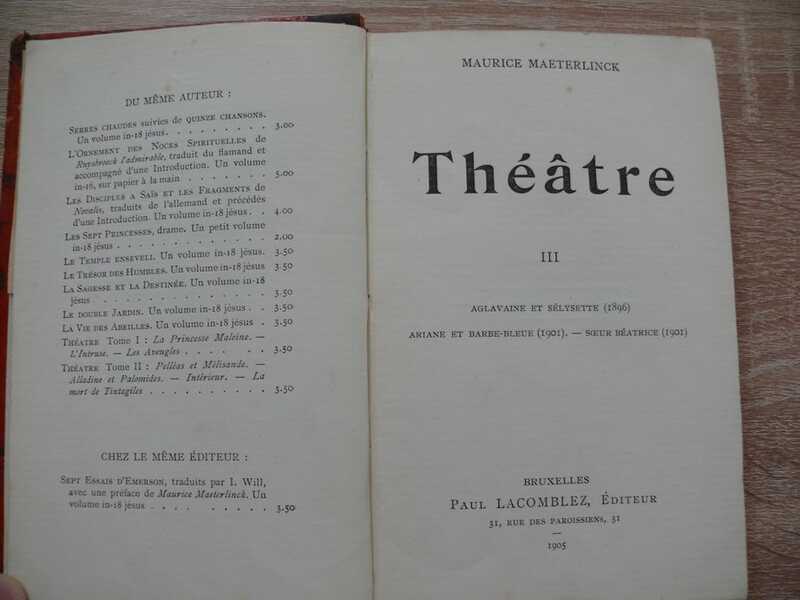 DU MÊME AUTEUR :
SERRES CHAUDES suivies de QUINZE CHANSONS.
Un volume in-18 jésus. . . . . . . . . 3.00
L'ORNEMENT DES NOCES SPIRITUELLES de
Ruysbroeck l'admirable, traduit du flamand et
accompagné d'une Introduction. Un volume
in-18, sur papier à la main . . . . . . . 5.00
LES DISCIPLES A SAÏS ET LES FRAGMENTS de
Novalis, traduits de l'allemand et précédés
d'une Introduction. Un volume in-18 jésus. . 4.00
LES SEPT PRINCESSES, drame. Un petit volume
in-18 jésus . . . . . . . . . . . . 2.00
LE TEMPLE ENSEVELI. Un volume in-18 jésus. 3.50
LE TRÉSOR DES HUMBLES. Un volume in-18 jésus 3.50
LA SAGESSE ET LA DESTINÉE. Un volume in-18
jésus . . . . . . . . . . . . . . 3.50
LE DOUBLE JARDIN. Un volume in-18 jésus . . 3.50
LA VIE DES ABEILLES. Un volume in-18 jésus . 3.50
THÉATRE Tome I : La Princesse Maleine. —
L'Intruse. — Les Aveugles . . . . . . 3.50
THÉATRE Tome II : Pelléas et Mélisande. —
Alladine et Palomides. — Intérieur. — La
mort de Tintagiles . . . . . . . . . . 3.50
CHEZ LE MÊME ÉDITEUR :
SEPT ESSAIS D'EMERSON, traduits par I. Will,
avec une préface de Maurice Maeterlinck. Un
volume in-18 jésus . . . . . . . . . 3.50
MAURICE MAETERLINCK
Théâtre
III
AGLAVAINE ET SÉLYSETTE (1896)
ARIANE ET BARBE-BLEUE (1901). — SŒUR BÉATRICE (1901)
BRUXELLES
PAUL LACOMBLEZ, ÉDITEUR
31, RUE DES PAROISSIENS, 31
—
1905